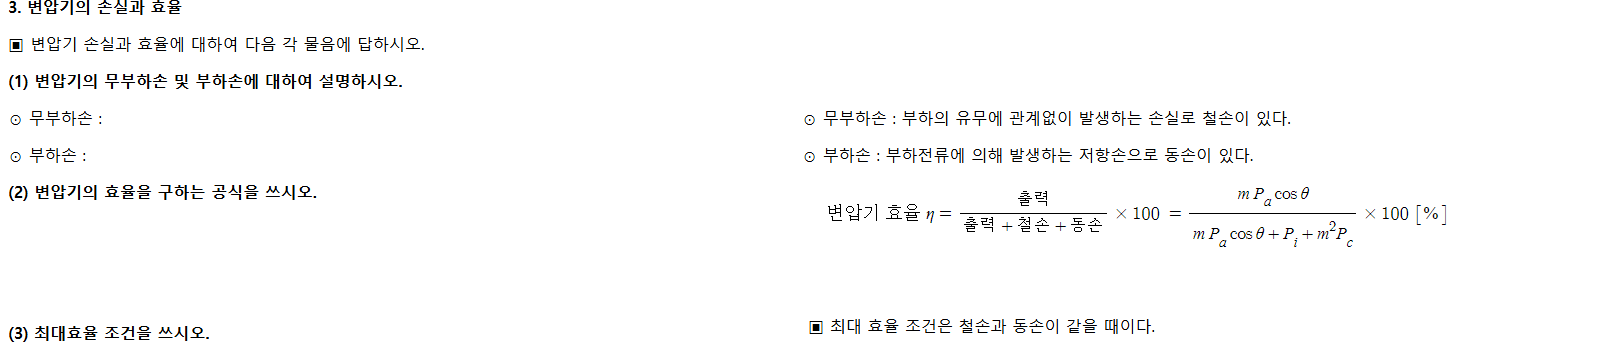 3. 변압기의 손실과 효율
▣ 변압기 손실과 효율에 대하여 다음 각 물음에 답하시오.
(1) 변압기의 무부하손 및 부하손에 대하여 설명하시오.
⊙ 무부하손 :
⊙ 부하손 :
(2) 변압기의 효율을 구하는 공식을 쓰시오.
(3) 최대효율 조건을 쓰시오.
⊙ 무부하손 : 부하의 유무에 관계없이 발생하는 손실로 철손이 있다.
⊙ 부하손 : 부하전류에 의해 발생하는 저항손으로 동손이 있다.
변압기 효율 η = 출력 / (출력 + 철손 + 동손) × 100 = m P_a cos θ / (m P_a cos θ + P_i + m^2 P_c) × 100 [%]
▣ 최대 효율 조건은 철손과 동손이 같을 때이다.